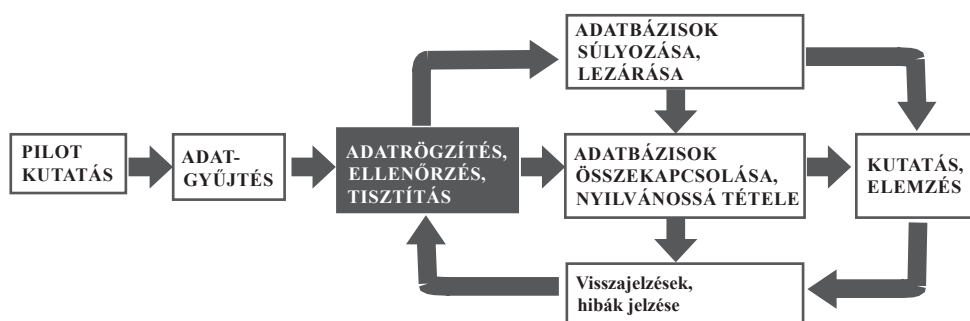 PILOT
KUTATÁS
ADAT-
GYŰJTÉS
ADATRÖGZÍTÉS,
ELLENŐRZÉS,
TISZTÍTÁS
ADATBÁZISOK
SÚLYOZÁSA,
LEZÁRÁSA
ADATBÁZISOK
ÖSSZEKAPCSOLÁSA,
NYILVÁNOSSÁ TÉTELE
KUTATÁS,
ELEMZÉS
Visszajelzések,
hibák jelzése